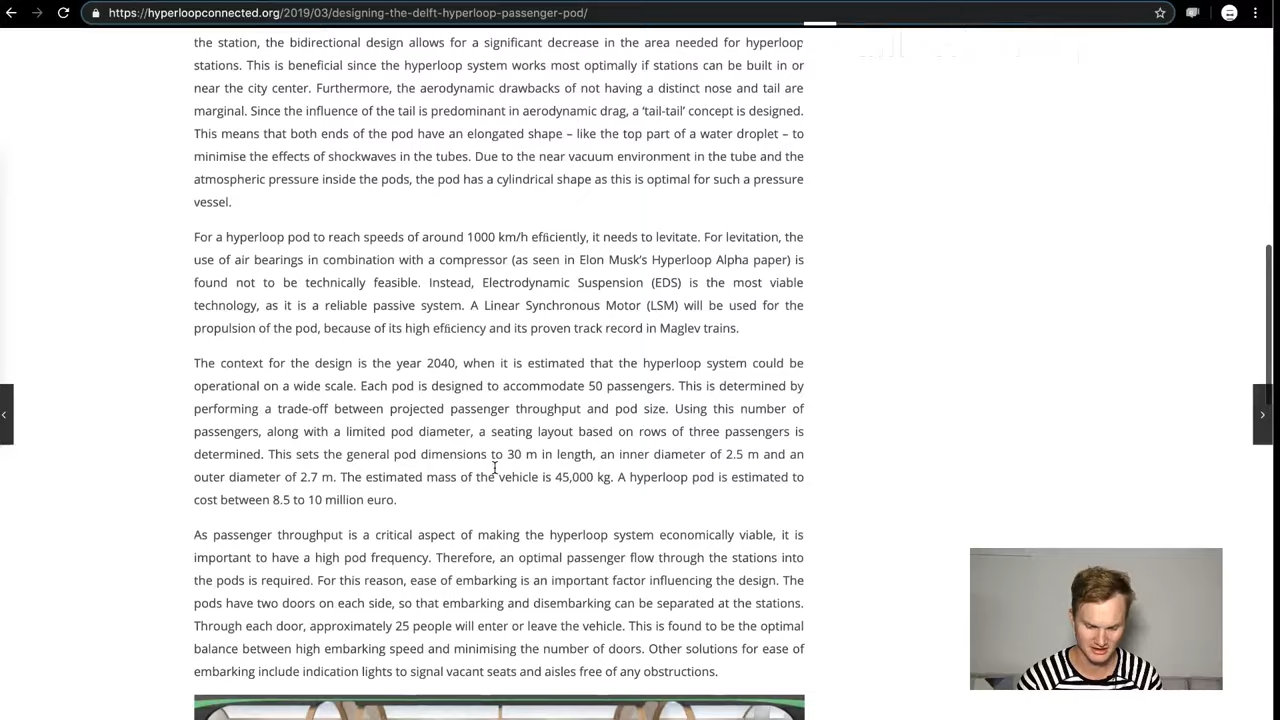 https://hyperloopconnected.org/2019/03/designing-the-delft-hyperloop-passenger-pod/
the station, the bidirectional design allows for a significant decrease in the area needed for hyperloop
stations. This is beneficial since the hyperloop system works most optimally if stations can be built in or
near the city center. Furthermore, the aerodynamic drawbacks of not having a distinct nose and tail are
marginal. Since the influence of the tail is predominant in aerodynamic drag, a ‘tail-tail’ concept is designed.
This means that both ends of the pod have an elongated shape – like the top part of a water droplet – to
minimise the effects of shockwaves in the tubes. Due to the near vacuum environment in the tube and the
atmospheric pressure inside the pods, the pod has a cylindrical shape as this is optimal for such a pressure
vessel.
For a hyperloop pod to reach speeds of around 1000 km/h efficiently, it needs to levitate. For levitation, the
use of air bearings in combination with a compressor (as seen in Elon Musk’s Hyperloop Alpha paper) is
found not to be technically feasible. Instead, Electrodynamic Suspension (EDS) is the most viable
technology, as it is a reliable passive system. A Linear Synchronous Motor (LSM) will be used for the
propulsion of the pod, because of its high efficiency and its proven track record in Maglev trains.
The context for the design is the year 2040, when it is estimated that the hyperloop system could be
operational on a wide scale. Each pod is designed to accommodate 50 passengers. This is determined by
performing a trade-off between projected passenger throughput and pod size. Using this number of
passengers, along with a limited pod diameter, a seating layout based on rows of three passengers is
determined. This sets the general pod dimensions to 30 m in length, an inner diameter of 2.5 m and an
outer diameter of 2.7 m. The estimated mass of the vehicle is 45,000 kg. A hyperloop pod is estimated to
cost between 8.5 to 10 million euro.
As passenger throughput is a critical aspect of making the hyperloop system economically viable, it is
important to have a high pod frequency. Therefore, an optimal passenger flow through the stations into
the pods is required. For this reason, ease of embarking is an important factor influencing the design. The
pods have two doors on each side, so that embarking and disembarking can be separated at the stations.
Through each door, approximately 25 people will enter or leave the vehicle. This is found to be the optimal
balance between high embarking speed and minimising the number of doors. Other solutions for ease of
embarking include indication lights to signal vacant seats and aisles free of any obstructions.